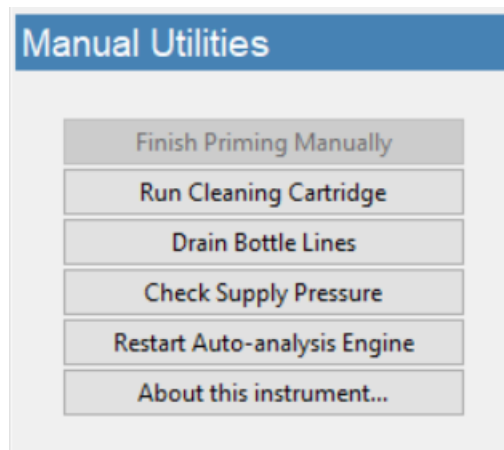 Manual Utilities
Finish Priming Manually
Run Cleaning Cartridge
Drain Bottle Lines
Check Supply Pressure
Restart Auto-analysis Engine
About this instrument...